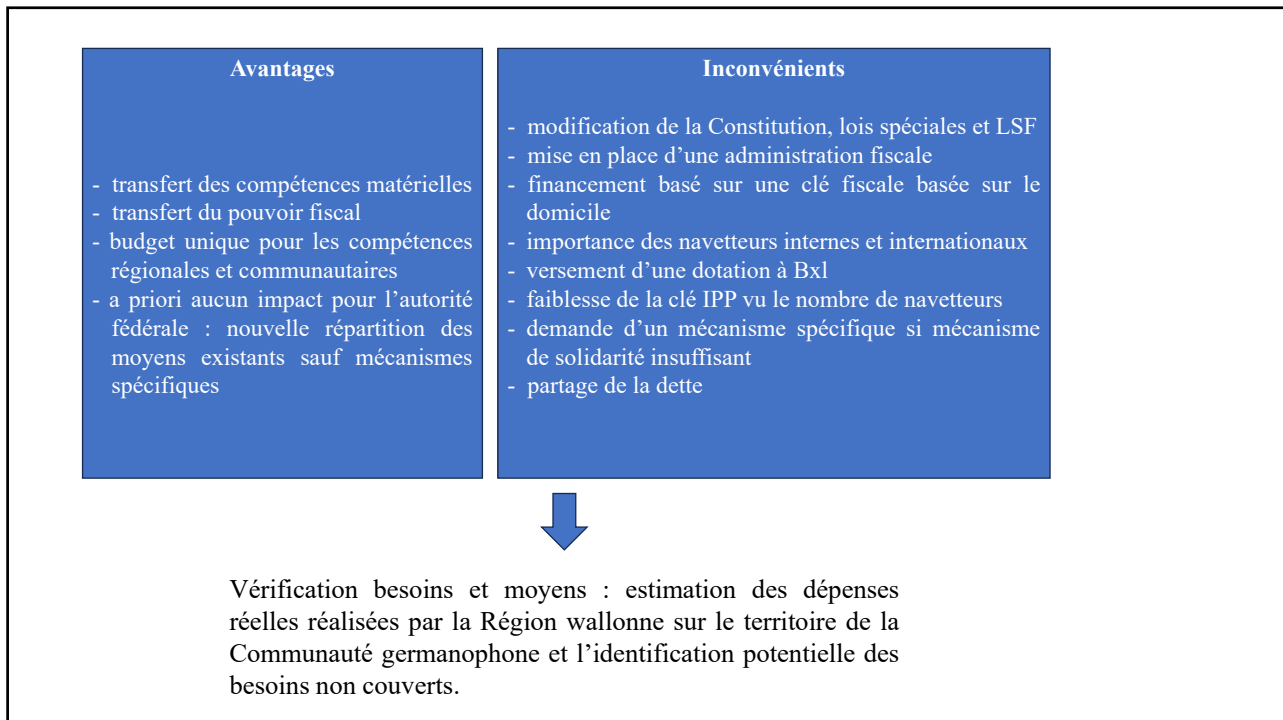 Avantages
- transfert des compétences matérielles
- transfert du pouvoir fiscal
- budget unique pour les compétences
régionales et communautaires
- a priori aucun impact pour l’autorité
fédérale : nouvelle répartition des
moyens existants sauf mécanismes
spécifiques
Inconvénients
- modification de la Constitution, lois spéciales et LSF
- mise en place d’une administration fiscale
- financement basé sur une clé fiscale basée sur le
domicile
- importance des navetteurs internes et internationaux
- versement d’une dotation à Bxl
- faiblesse de la clé IPP vu le nombre de navetteurs
- demande d’un mécanisme spécifique si mécanisme
de solidarité insuffisant
- partage de la dette
Vérification besoins et moyens : estimation des dépenses
réelles réalisées par la Région wallonne sur le territoire de la
Communauté germanophone et l’identification potentielle des
besoins non couverts.